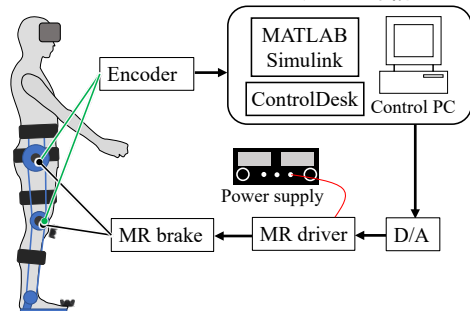 MATLAB
Simulink
Encoder
ControlDesk
Control PC
Power supply
MR brake
MR driver
D/A